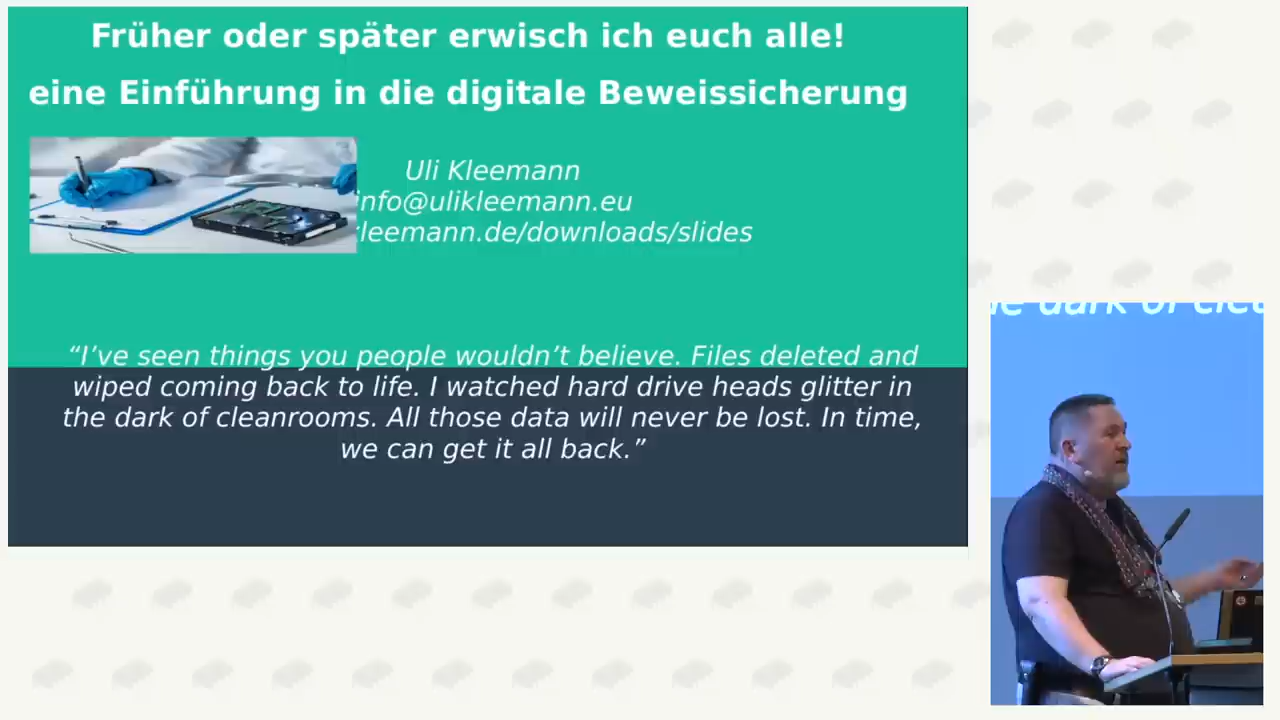 Früher oder später erwisch ich euch alle!
eine Einführung in die digitale Beweissicherung
Uli Kleemann
info@ulikleemann.eu
kleemann.de/downloads/slides
“I’ve seen things you people wouldn’t believe. Files deleted and
wiped coming back to life. I watched hard drive heads glitter in
the dark of cleanrooms. All those data will never be lost. In time,
we can get it all back.”
dark of